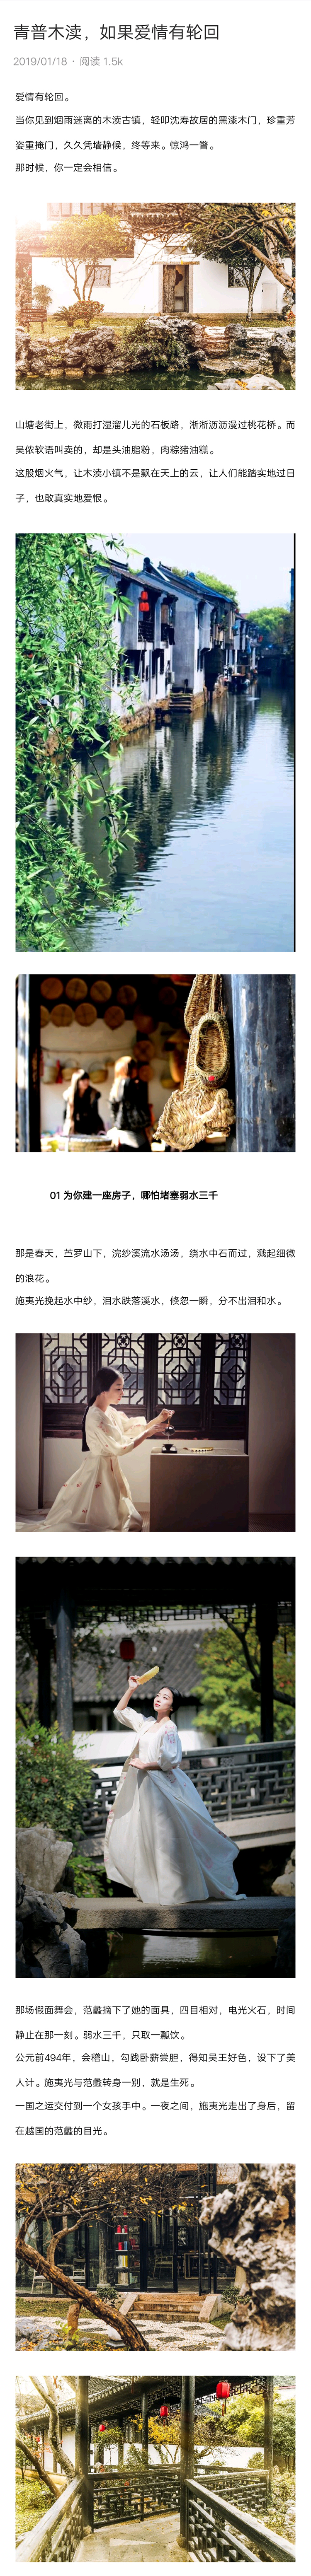 青普木渎，如果爱情有轮回
2019/01/18 · 阅读 1.5k
爱情有轮回。
当你见到烟雨迷离的木渎古镇，轻叩沈寿故居的黑漆木门，珍重芳
姿重掩门，久久凭墙静候，终等来。惊鸿一瞥。
那时候，你一定会相信。
山塘老街上，微雨打湿溜儿光的石板路，淅淅沥沥漫过桃花桥。而
吴侬软语叫卖的，却是头油脂粉，肉粽猪油糕。
这股烟火气，让木渎小镇不是飘在天上的云，让人们能踏实地过日
子，也敢真实地爱恨。
01 为你建一座房子，哪怕堵塞弱水三千
那是春天，苎罗山下，浣纱溪流水汤汤，绕水中石而过，溅起细微
的浪花。
施夷光挽起水中纱，泪水跌落溪水，倏忽一瞬，分不出泪和水。
那场假面舞会，范蠡摘下了她的面具，四目相对，电光火石，时间
静止在那一刻。弱水三千，只取一瓢饮。
公元前494年，会稽山，勾践卧薪尝胆，得知吴王好色，设下了美
人计。施夷光与范蠡转身一别，就是生死。
一国之运交付到一个女孩手中。一夜之间，施夷光走出了身后，留
在越国的范蠡的目光。